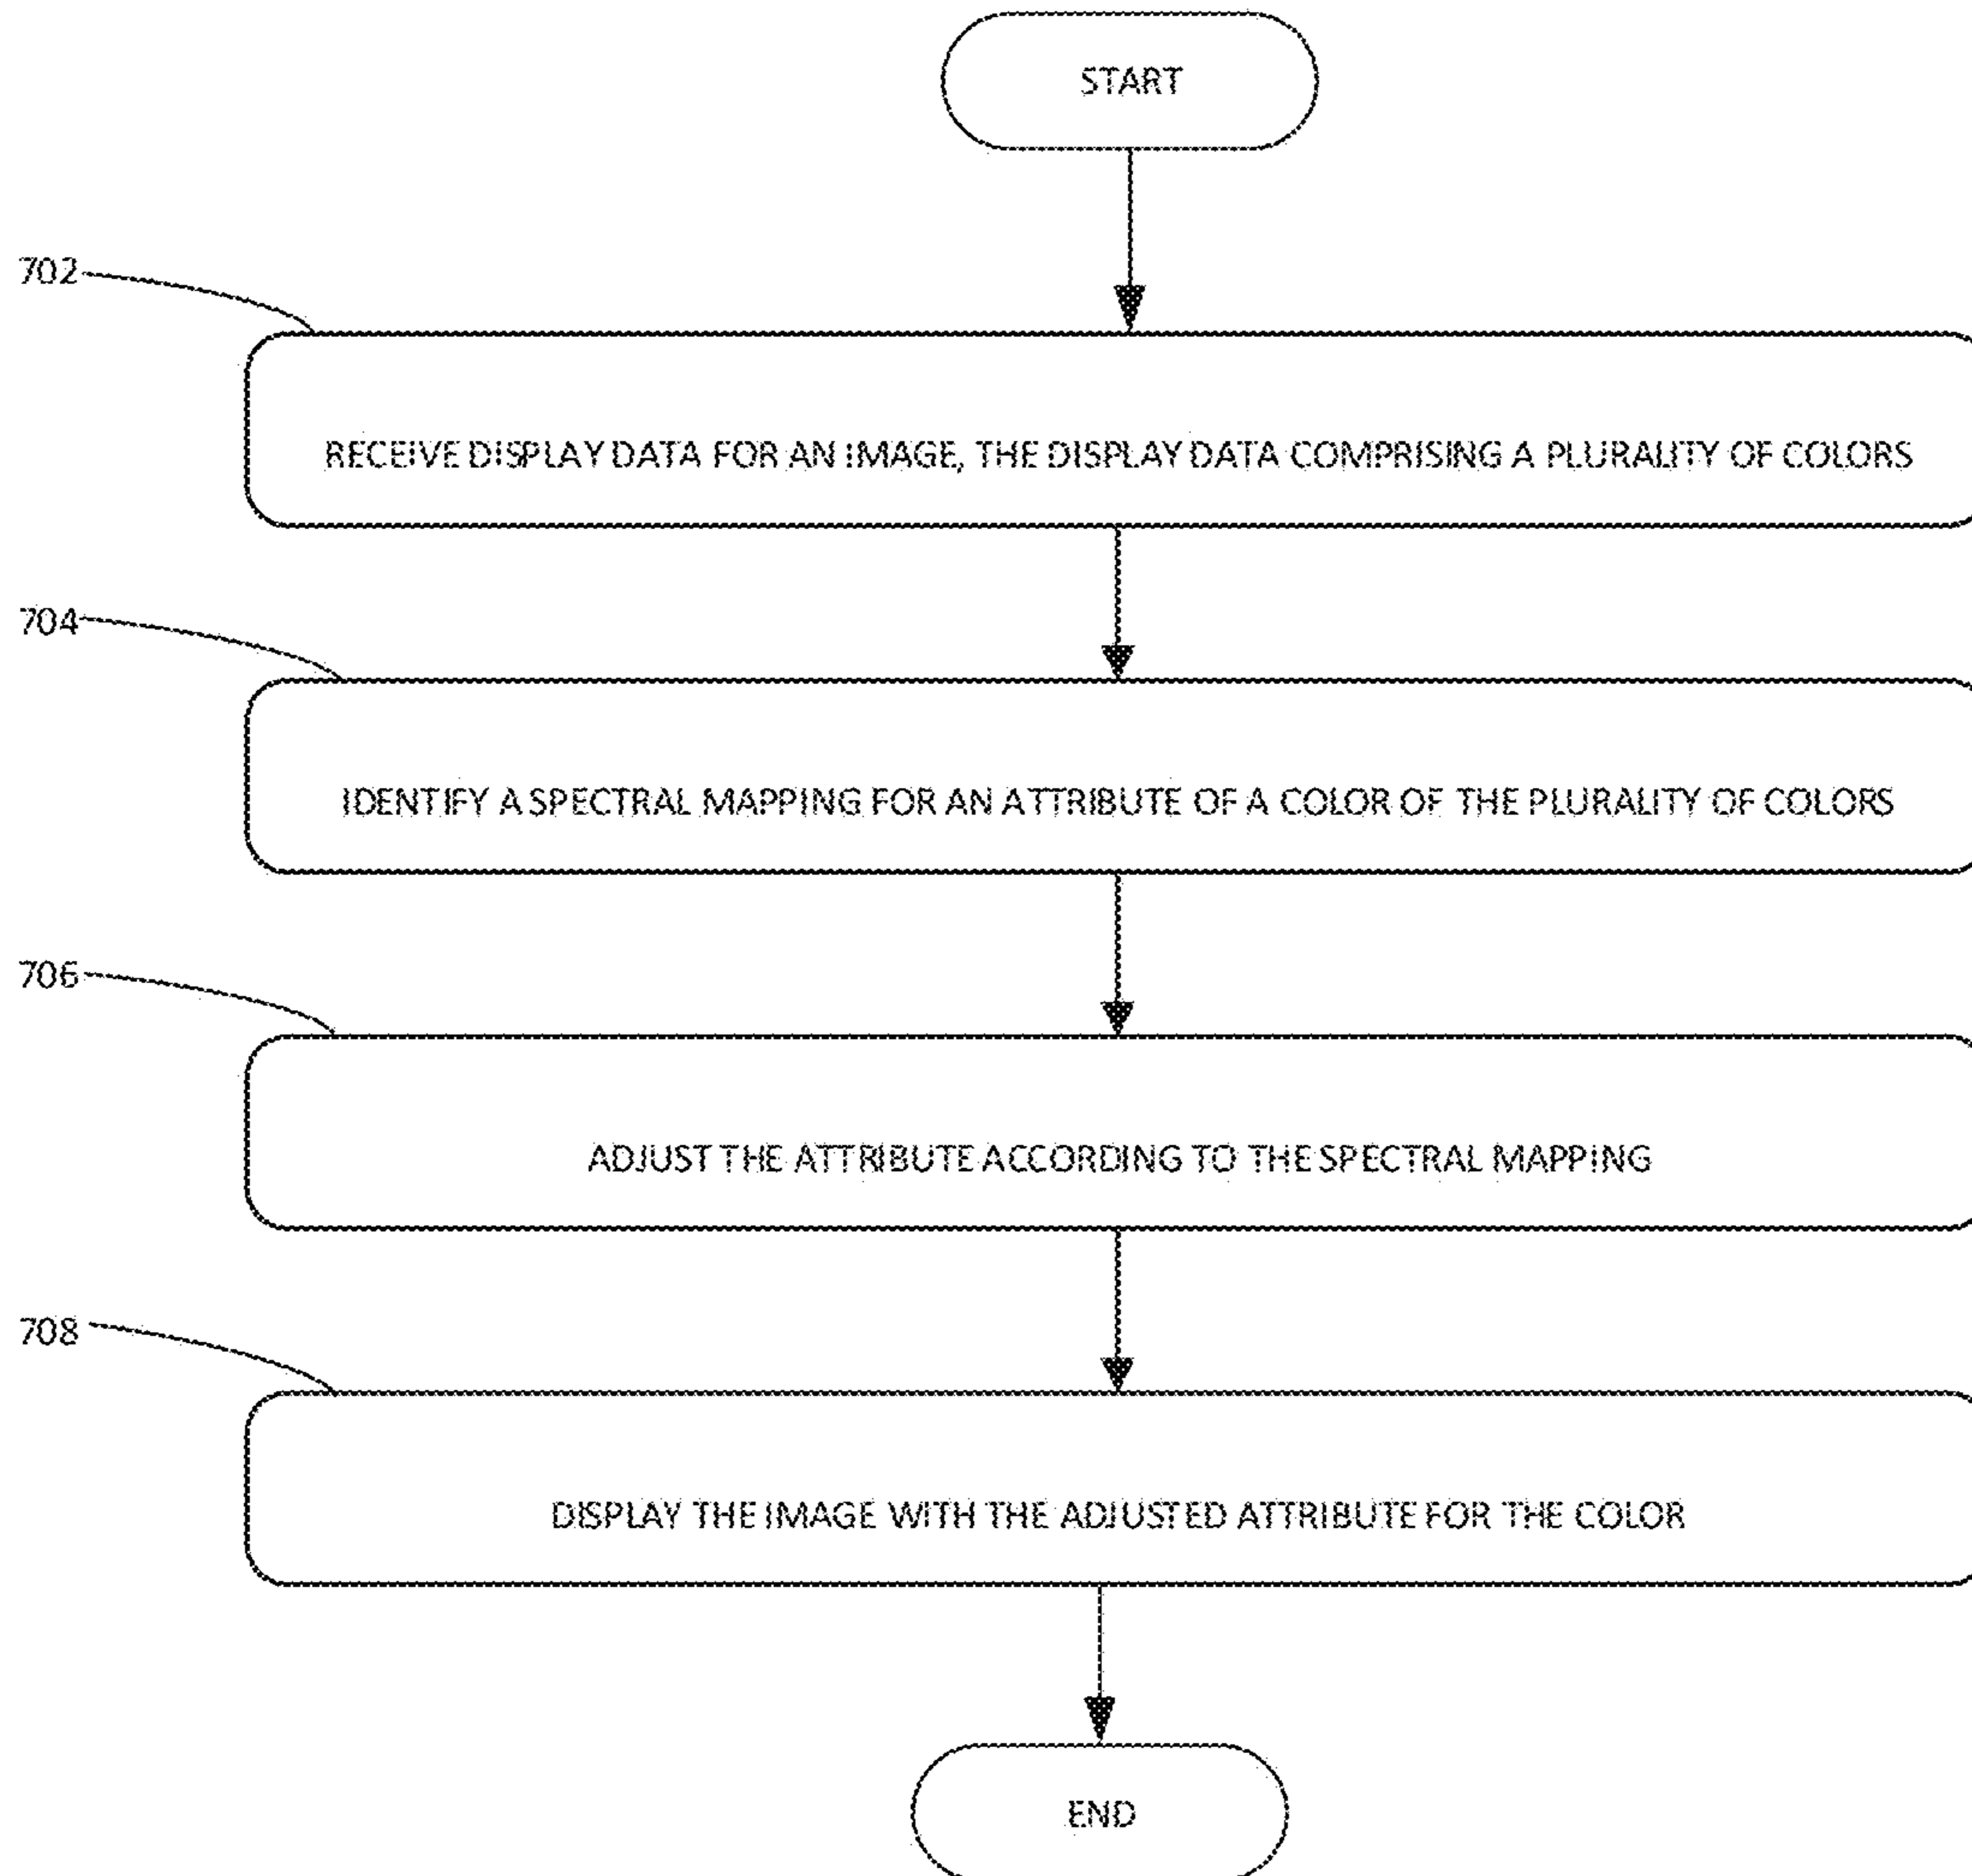 START
702
RECEIVE DISPLAY DATA FOR AN IMAGE, THE DISPLAY DATA COMPRISING A PLURALITY OF COLORS
704
IDENTIFY A SPECTRAL MAPPING FOR AN ATTRIBUTE OF A COLOR OF THE PLURALITY OF COLORS
706
ADJUST THE ATTRIBUTE ACCORDING TO THE SPECTRAL MAPPING
708
DISPLAY THE IMAGE WITH THE ADJUSTED ATTRIBUTE FOR THE COLOR
END